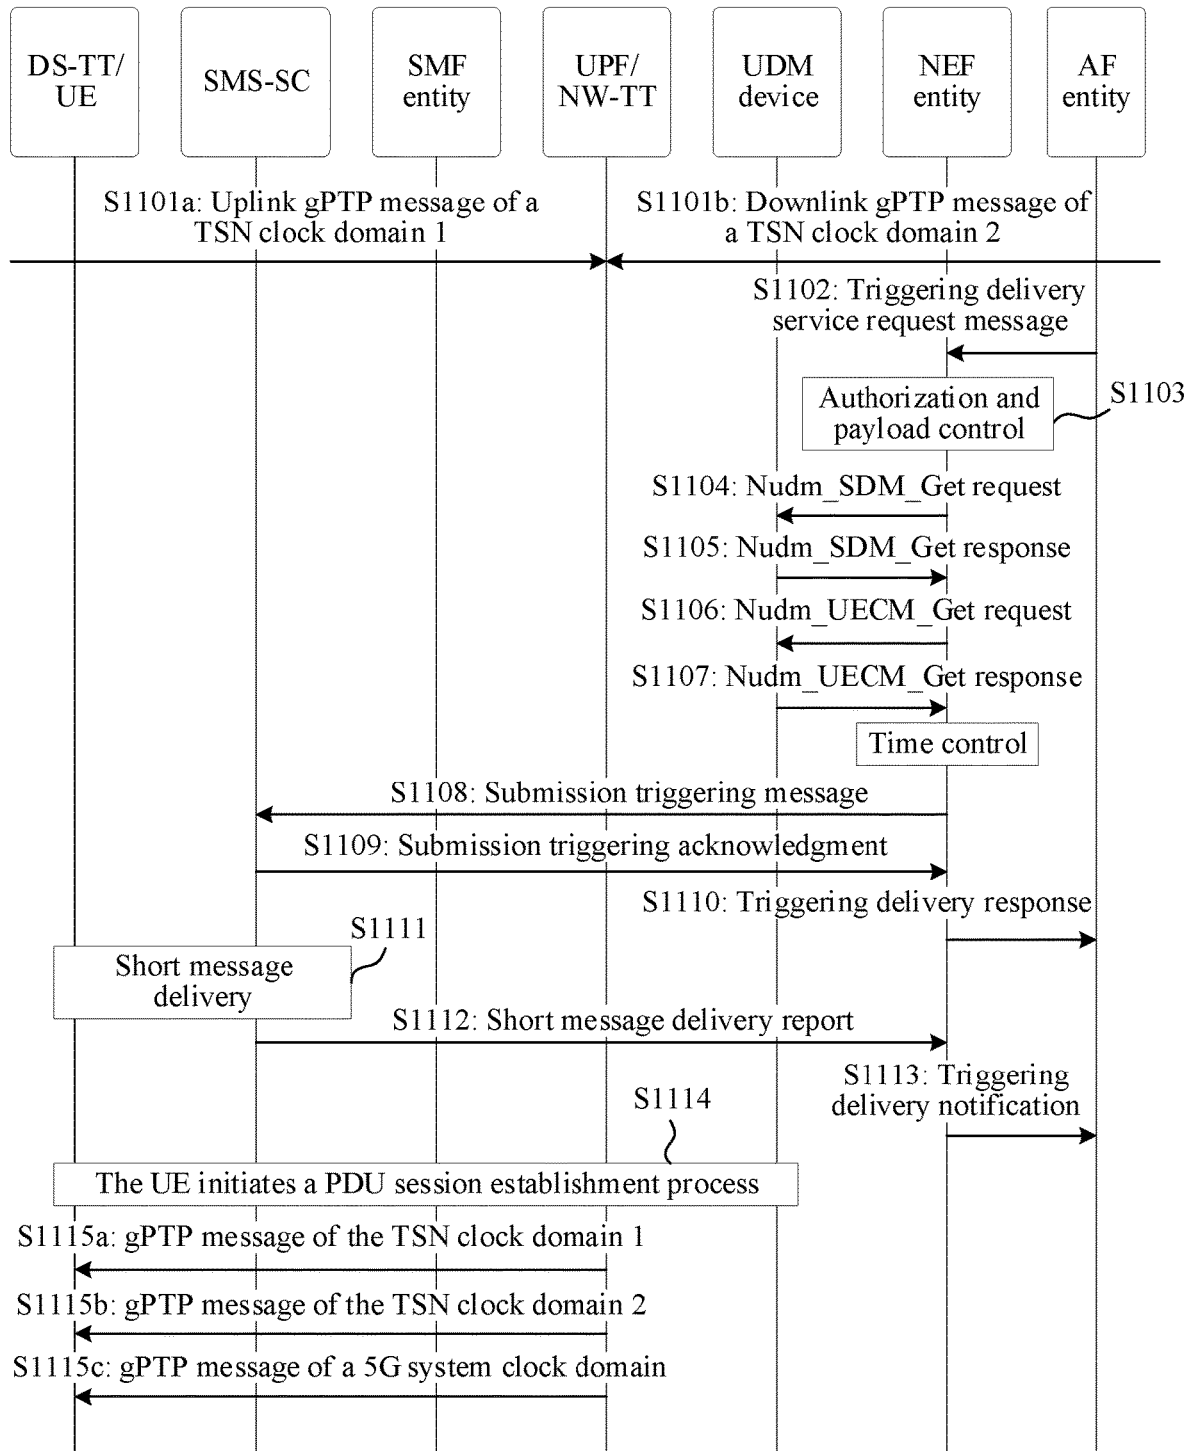 DS-TT/
UE
SMS-SC
SMF
entity
UPF/
NW-TT
UDM
device
NEF
entity
AF
entity
S1101a: Uplink gPTP message of a
TSN clock domain 1
S1101b: Downlink gPTP message of
a TSN clock domain 2
S1102: Triggering delivery
service request message
Authorization and
payload control
S1103
S1104: Nudm_SDM_Get request
S1105: Nudm_SDM_Get response
S1106: Nudm_UECM_Get request
S1107: Nudm_UECM_Get response
Time control
S1108: Submission triggering message
S1109: Submission triggering acknowledgment
S1110: Triggering delivery response
S1111
Short message
delivery
S1112: Short message delivery report
S1113: Triggering
delivery notification
S1114
The UE initiates a PDU session establishment process
S1115a: gPTP message of the TSN clock domain 1
S1115b: gPTP message of the TSN clock domain 2
S1115c: gPTP message of a 5G system clock domain